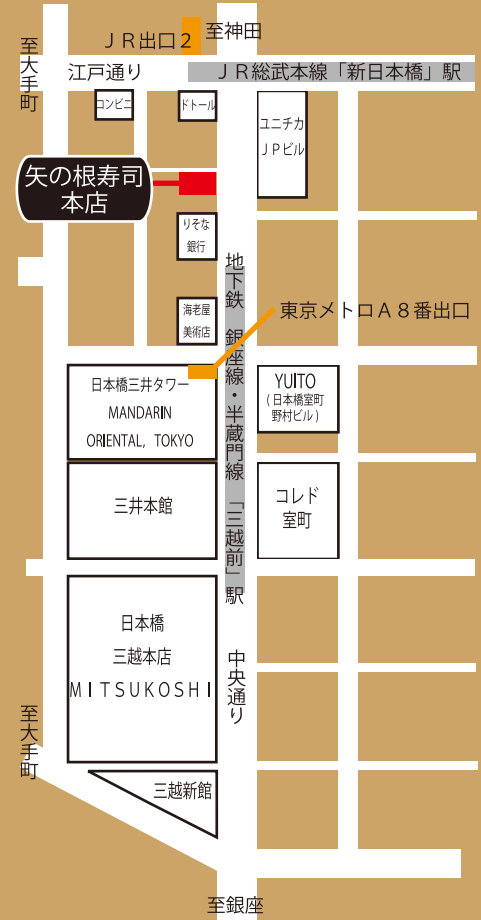 至神田
ＪＲ出口２
至大手町
江戸通り
ＪＲ総武本線「新日本橋」駅
コンビニ
ドトール
ユニチカ
ＪＰビル
矢の根寿司
本店
りそな
銀行
地下鉄 銀座線・半蔵門線 「三越前」駅
海老屋
美術店
東京メトロＡ８番出口
日本橋三井タワー
MANDARIN
ORIENTAL, TOKYO
YUITO
(日本橋室町
野村ビル)
三井本館
コレド
室町
日本橋
三越本店
ＭＩＴＳＵＫＯＳＨＩ
中央通り
至大手町
三越新館
至銀座